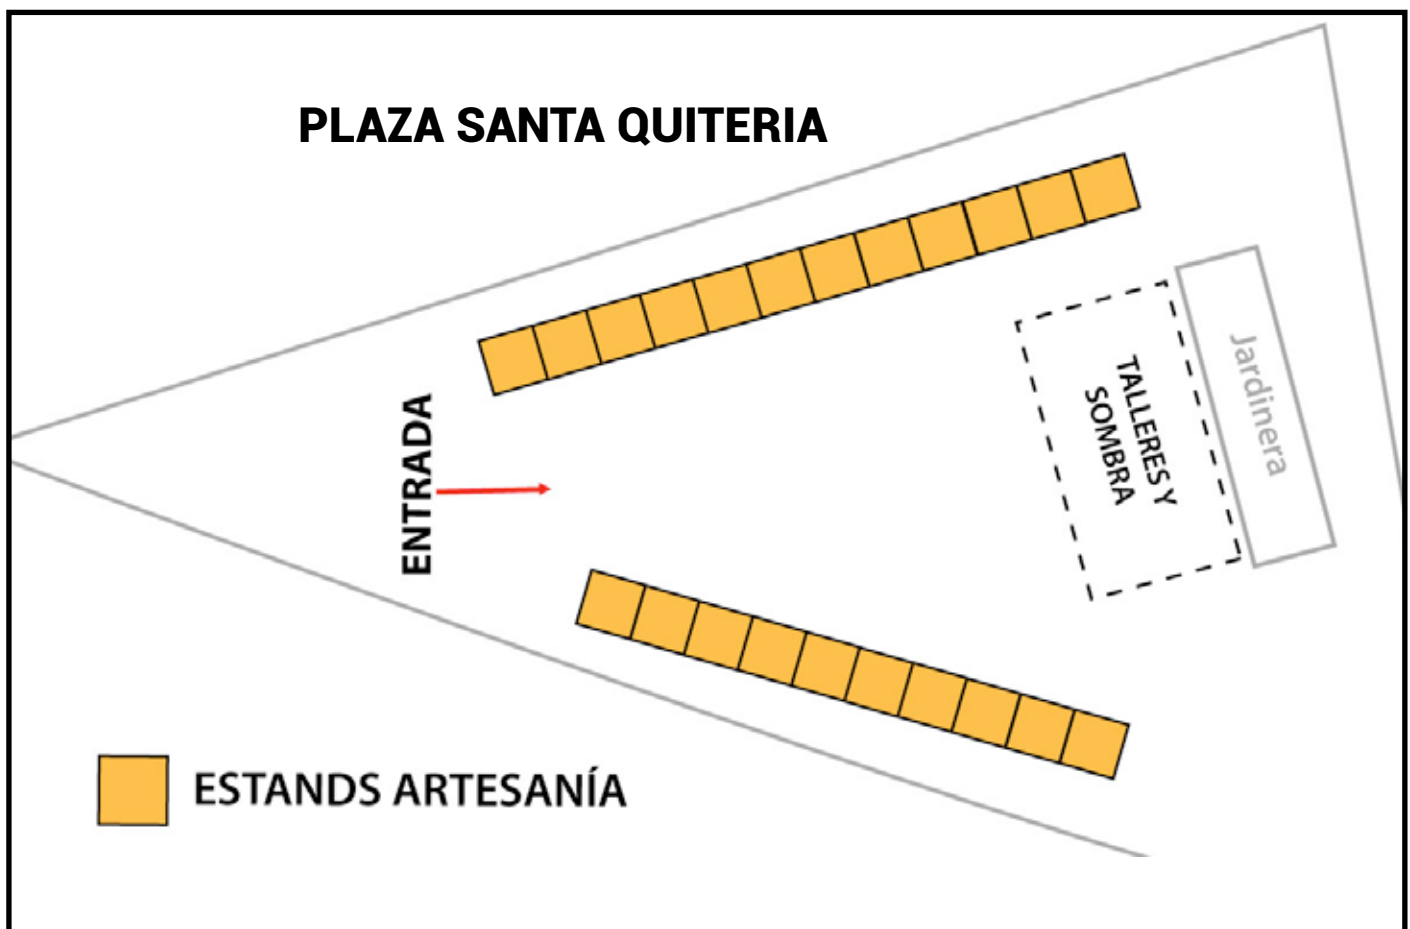 PLAZA SANTA QUITERIA
ENTRADA
TALLERES Y
SOMBRA
Jardinera
ESTANDS ARTESANÍA